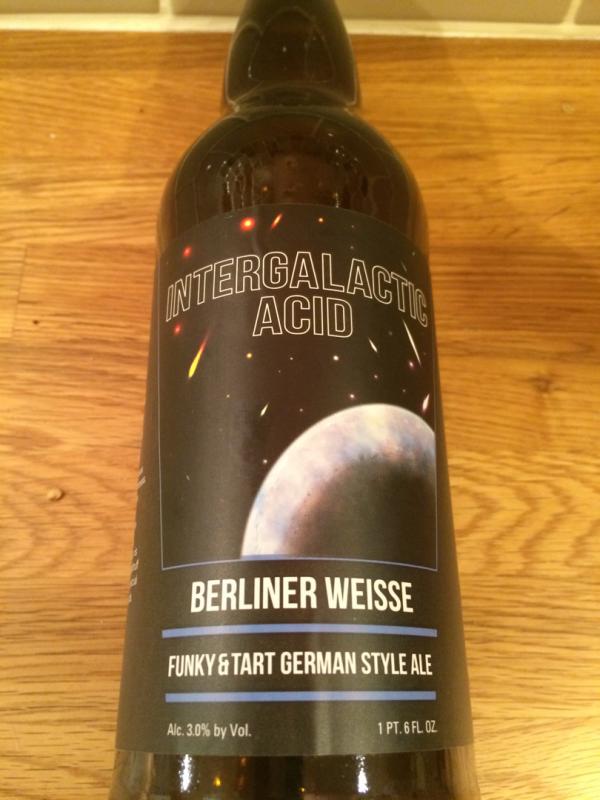 INTERGALACTIC
ACID
BERLINER WEISSE
FUNKY & TART GERMAN STYLE ALE
Alc. 3.0% by Vol.
1 PT. 6 FL. OZ.